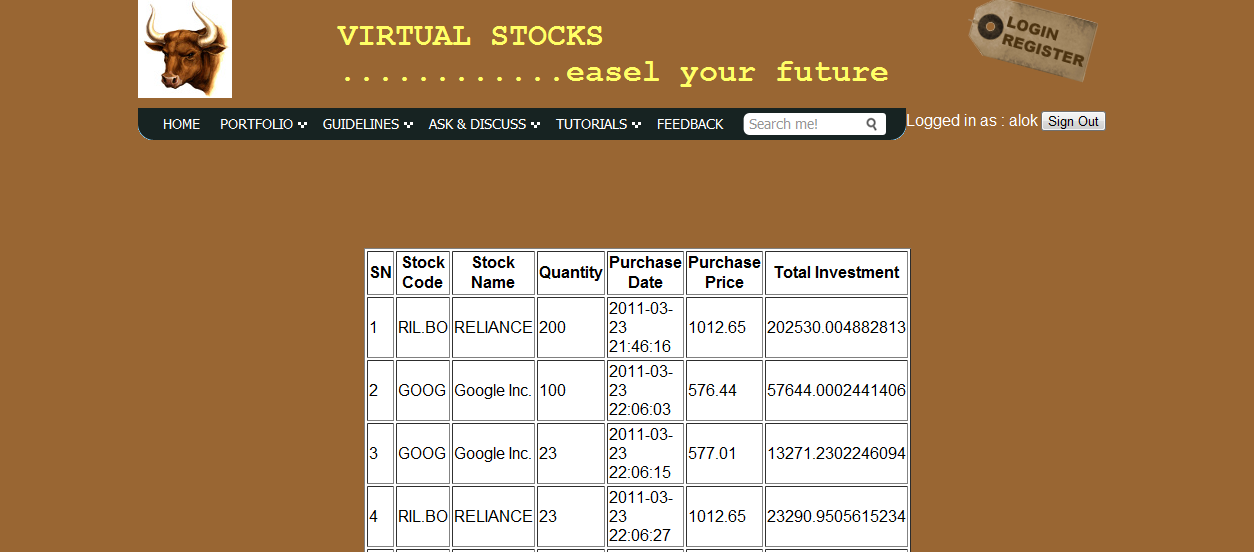 VIRTUAL STOCKS
............easel your future
LOGIN
REGISTER
HOME PORTFOLIO GUIDELINES ASK & DISCUSS TUTORIALS FEEDBACK Search me! Logged in as : alok Sign Out
SN Stock Code Stock Name Quantity Purchase Date Purchase Price Total Investment
1 RIL.BO RELIANCE 200 2011-03-23 21:46:16 1012.65 202530.004882813
2 GOOG Google Inc. 100 2011-03-23 22:06:03 576.44 57644.0002441406
3 GOOG Google Inc. 23 2011-03-23 22:06:15 577.01 13271.2302246094
4 RIL.BO RELIANCE 23 2011-03-23 22:06:27 1012.65 23290.9505615234